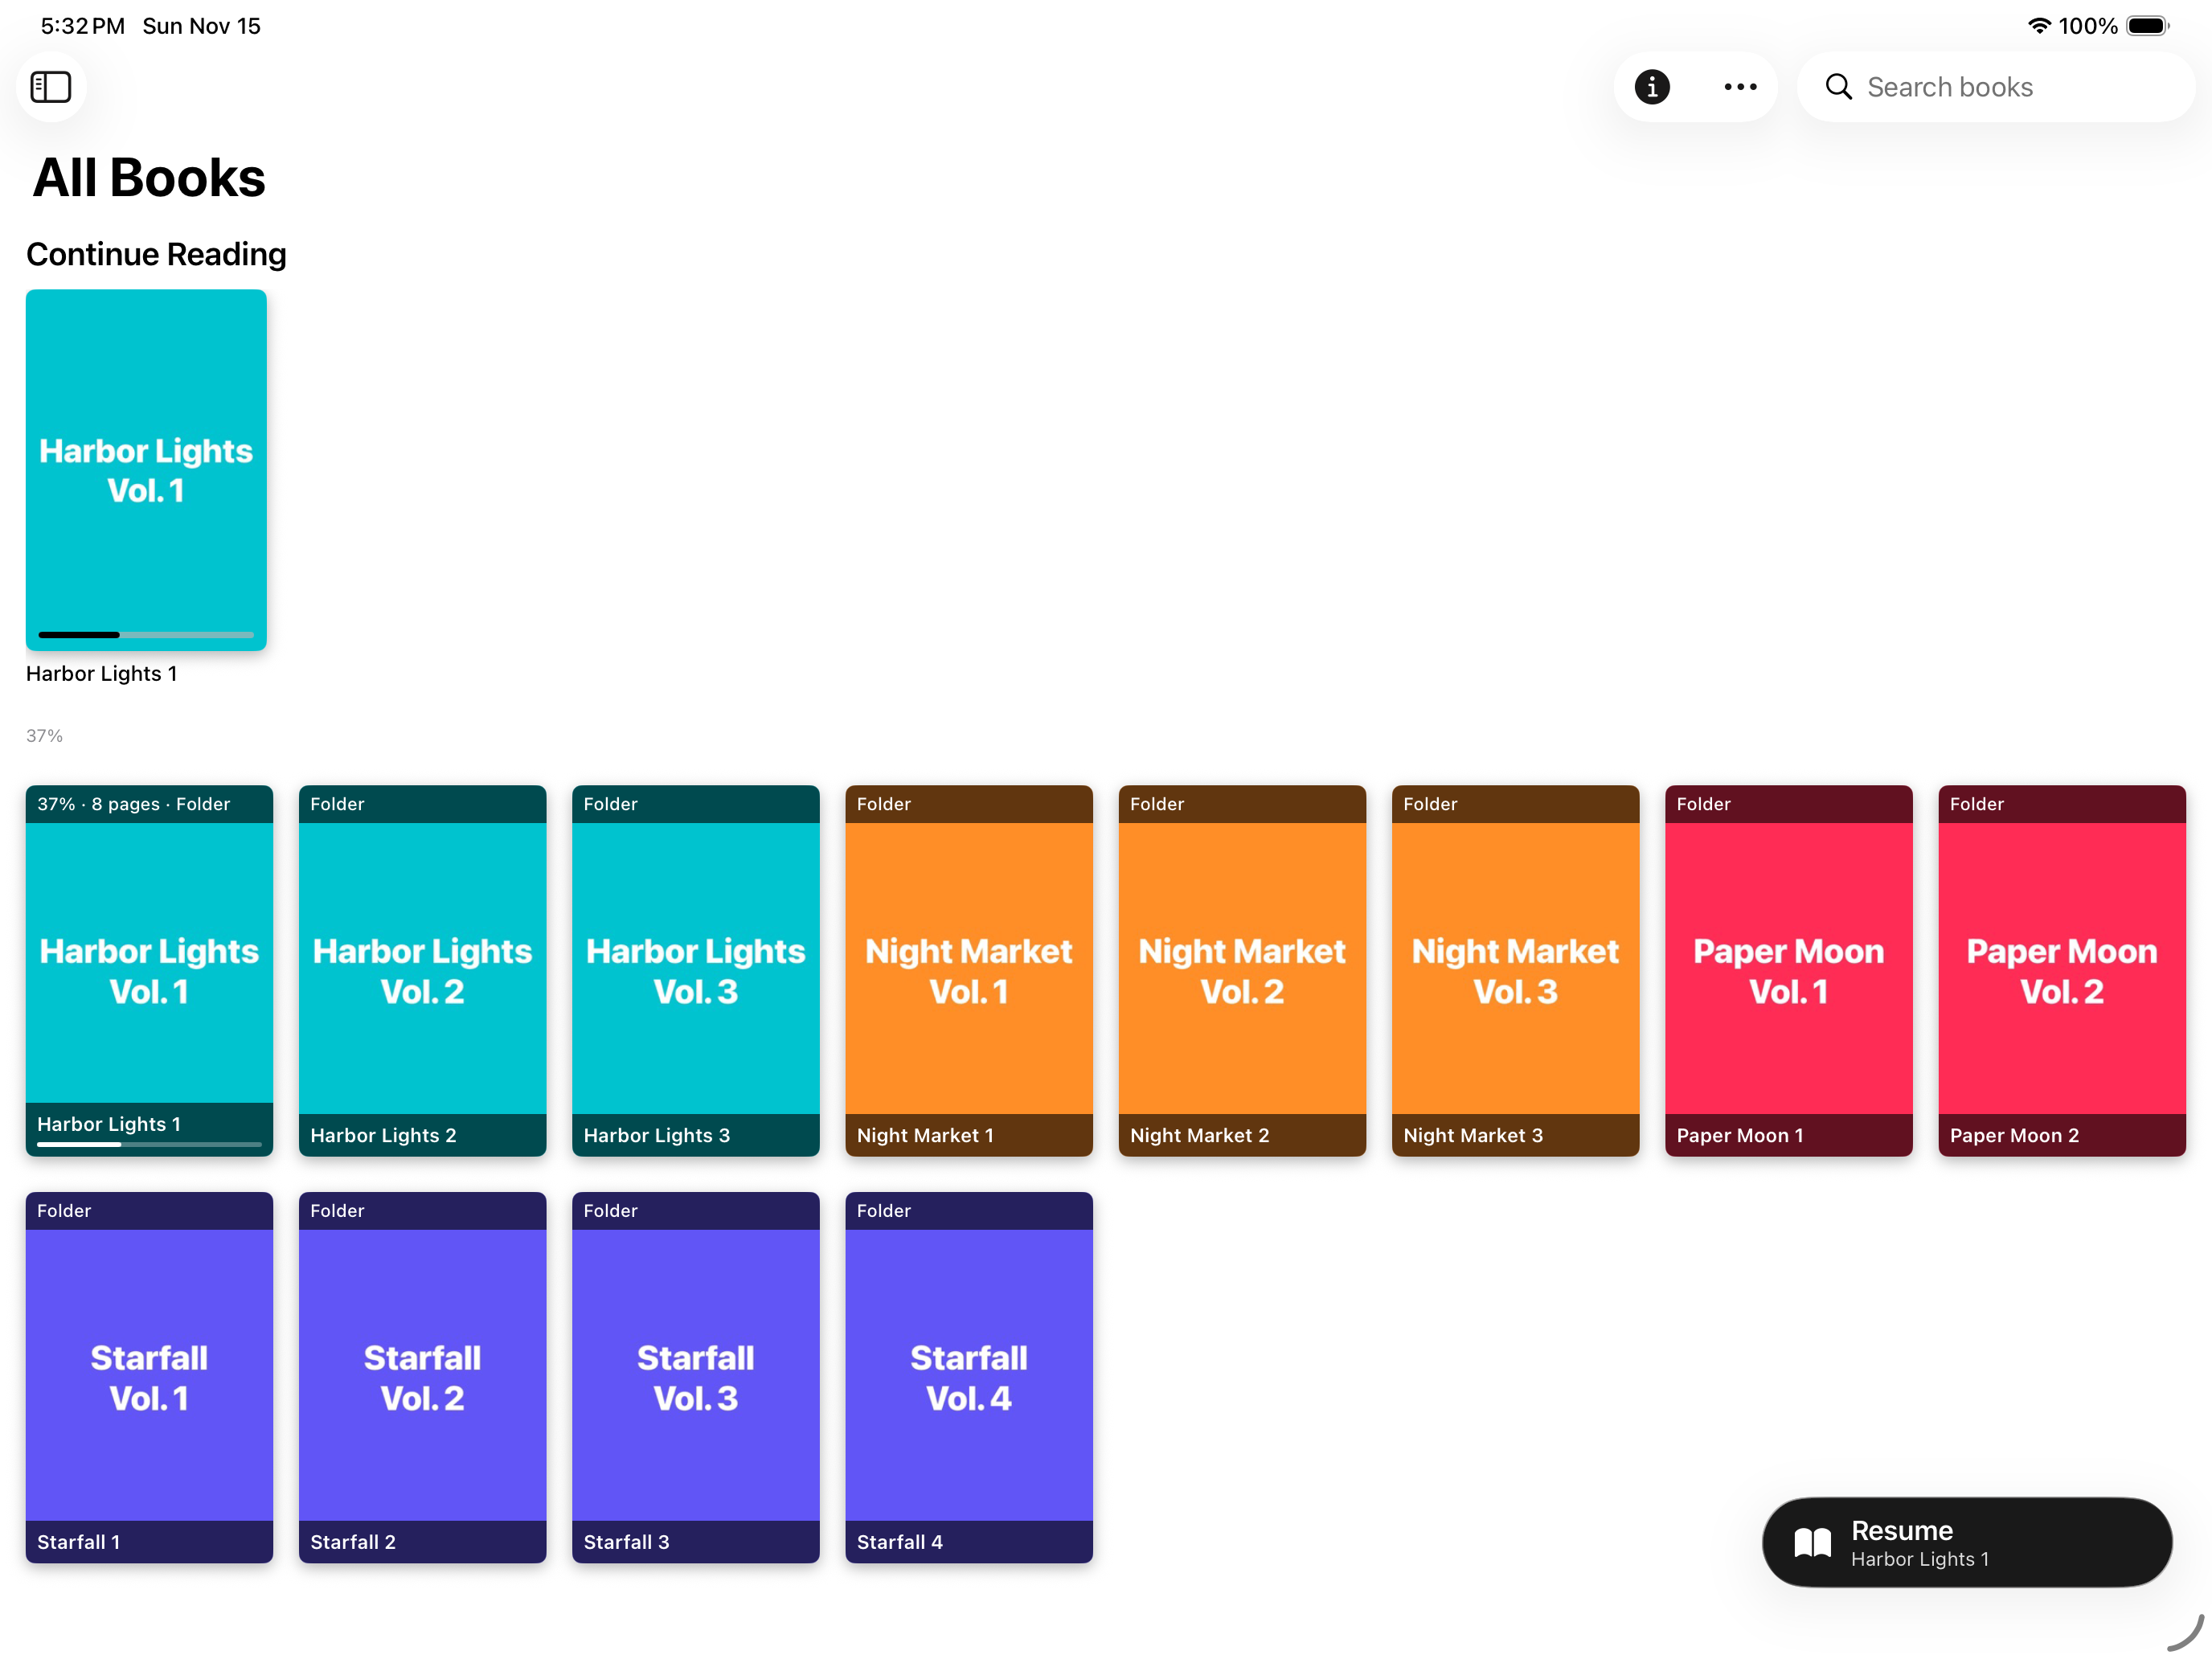 5:32 PM Sun Nov 15
100%
Search books
All Books
Continue Reading
Harbor Lights
Vol. 1
Harbor Lights 1
37%
37% · 8 pages · Folder
Harbor Lights
Vol. 1
Harbor Lights 1
Folder
Harbor Lights
Vol. 2
Harbor Lights 2
Folder
Harbor Lights
Vol. 3
Harbor Lights 3
Folder
Night Market
Vol. 1
Night Market 1
Folder
Night Market
Vol. 2
Night Market 2
Folder
Night Market
Vol. 3
Night Market 3
Folder
Paper Moon
Vol. 1
Paper Moon 1
Folder
Paper Moon
Vol. 2
Paper Moon 2
Folder
Starfall
Vol. 1
Starfall 1
Folder
Starfall
Vol. 2
Starfall 2
Folder
Starfall
Vol. 3
Starfall 3
Folder
Starfall
Vol. 4
Starfall 4
Resume
Harbor Lights 1